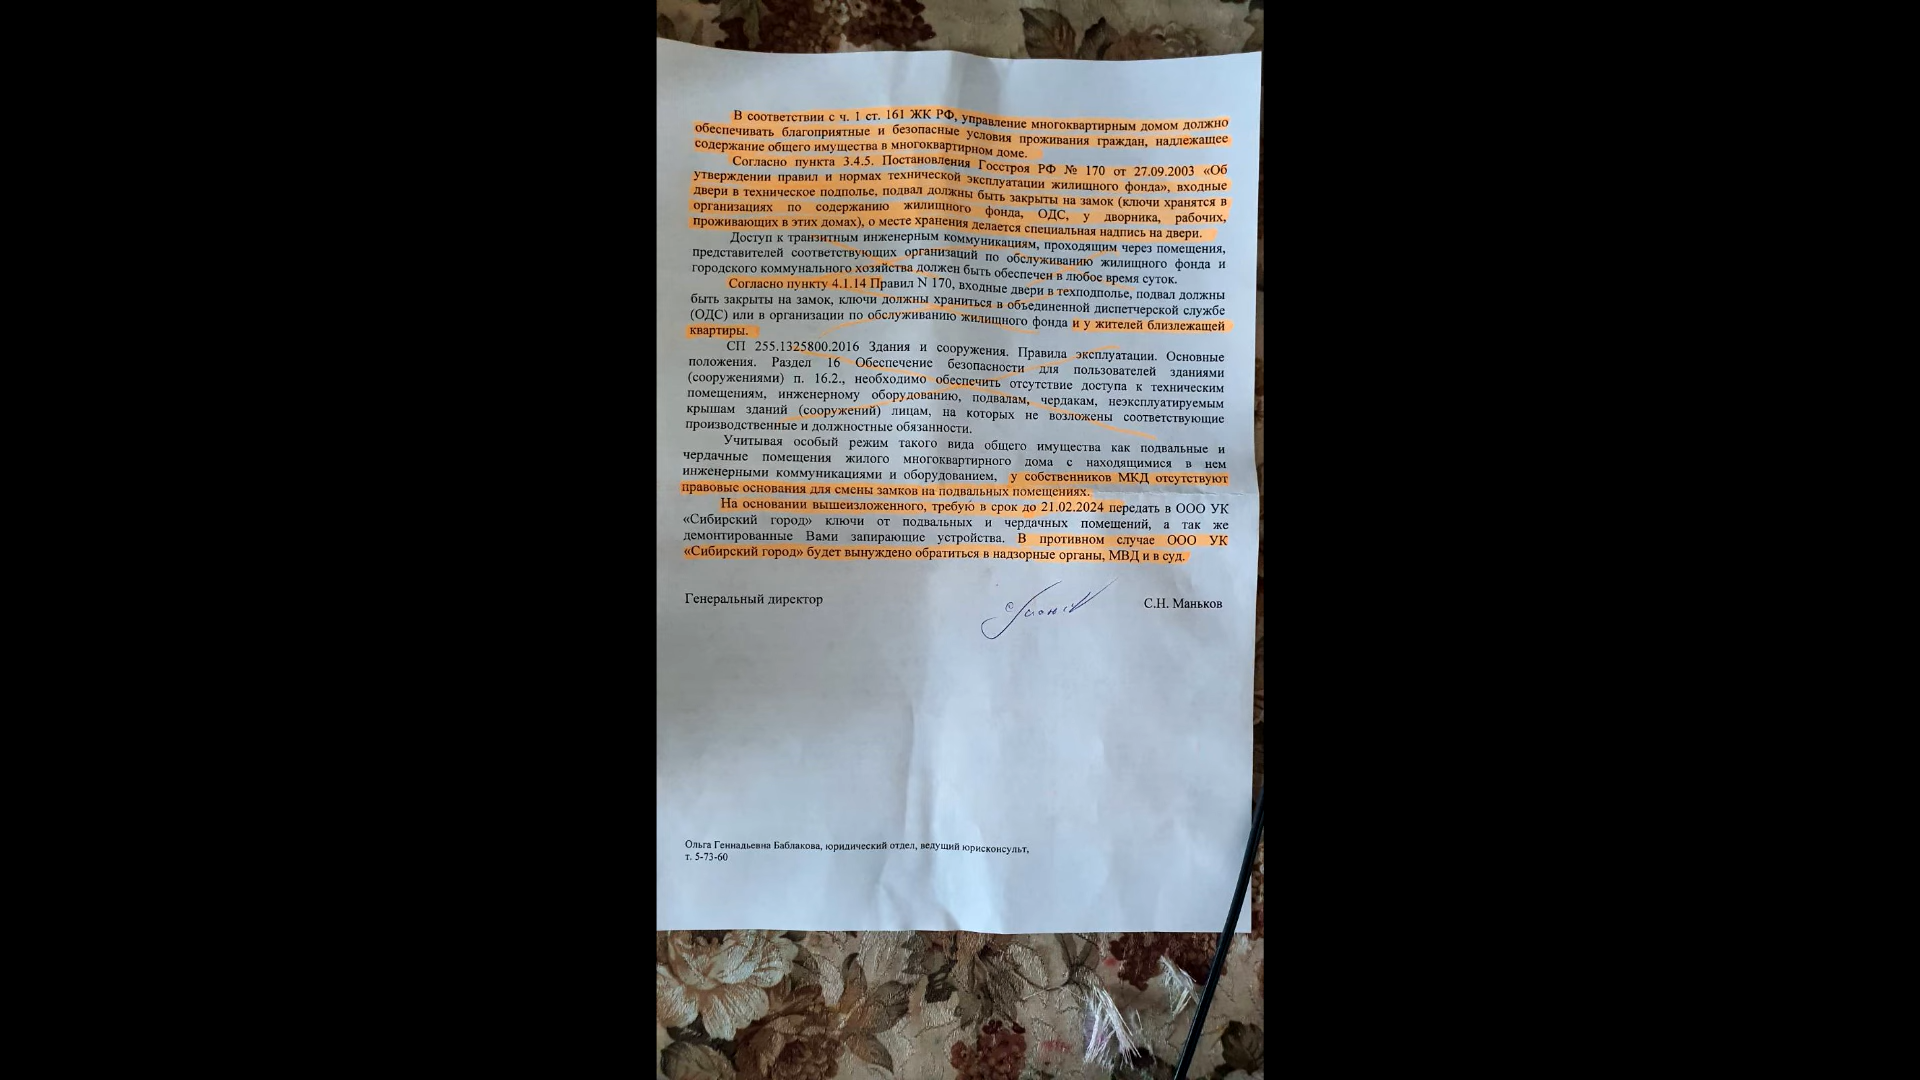 В соответствии с ч. 1 ст. 161 ЖК РФ, управление многоквартирным домом должно
обеспечивать благоприятные и безопасные условия проживания граждан, надлежащее
содержание общего имущества в многоквартирном доме.
Согласно пункта 3.4.5. Постановления Госстроя РФ № 170 от 27.09.2003 «Об
утверждении правил и нормах технической эксплуатации жилищного фонда», входные
двери в техническое подполье, подвал должны быть закрыты на замок (ключи хранятся в
организациях по содержанию жилищного фонда, ОДС, у дворника, рабочих,
проживающих в этих домах), о месте хранения делается специальная надпись на двери.
Доступ к транзитным инженерным коммуникациям, проходящим через помещения,
представителей соответствующих организаций по обслуживанию жилищного фонда и
городского коммунального хозяйства должен быть обеспечен в любое время суток.
Согласно пункту 4.1.14 Правил N 170, входные двери в техподполье, подвал должны
быть закрыты на замок, ключи должны храниться в объединенной диспетчерской службе
(ОДС) или в организации по обслуживанию жилищного фонда и у жителей близлежащей
квартиры.
СП 255.1325800.2016 Здания и сооружения. Правила эксплуатации. Основные
положения. Раздел 16 Обеспечение безопасности для пользователей зданиями
(сооружениями) п. 16.2., необходимо обеспечить отсутствие доступа к техническим
помещениям, инженерному оборудованию, подвалам, чердакам, неэксплуатируемым
крышам зданий (сооружений) лицам, на которых не возложены соответствующие
производственные и должностные обязанности.
Учитывая особый режим такого вида общего имущества как подвальные и
чердачные помещения жилого многоквартирного дома с находящимися в нем
инженерными коммуникациями и оборудованием, у собственников МКД отсутствуют
правовые основания для смены замков на подвальных помещениях.
На основании вышеизложенного, требую в срок до 21.02.2024 передать в ООО УК
«Сибирский город» ключи от подвальных и чердачных помещений, а так же
демонтированные Вами запирающие устройства. В противном случае ООО УК
«Сибирский город» будет вынуждено обратиться в надзорные органы, МВД и в суд.
Генеральный директор С.Н. Маньков
Ольга Геннадьевна Баблакова, юридический отдел, ведущий юрисконсульт,
т. 5-73-60